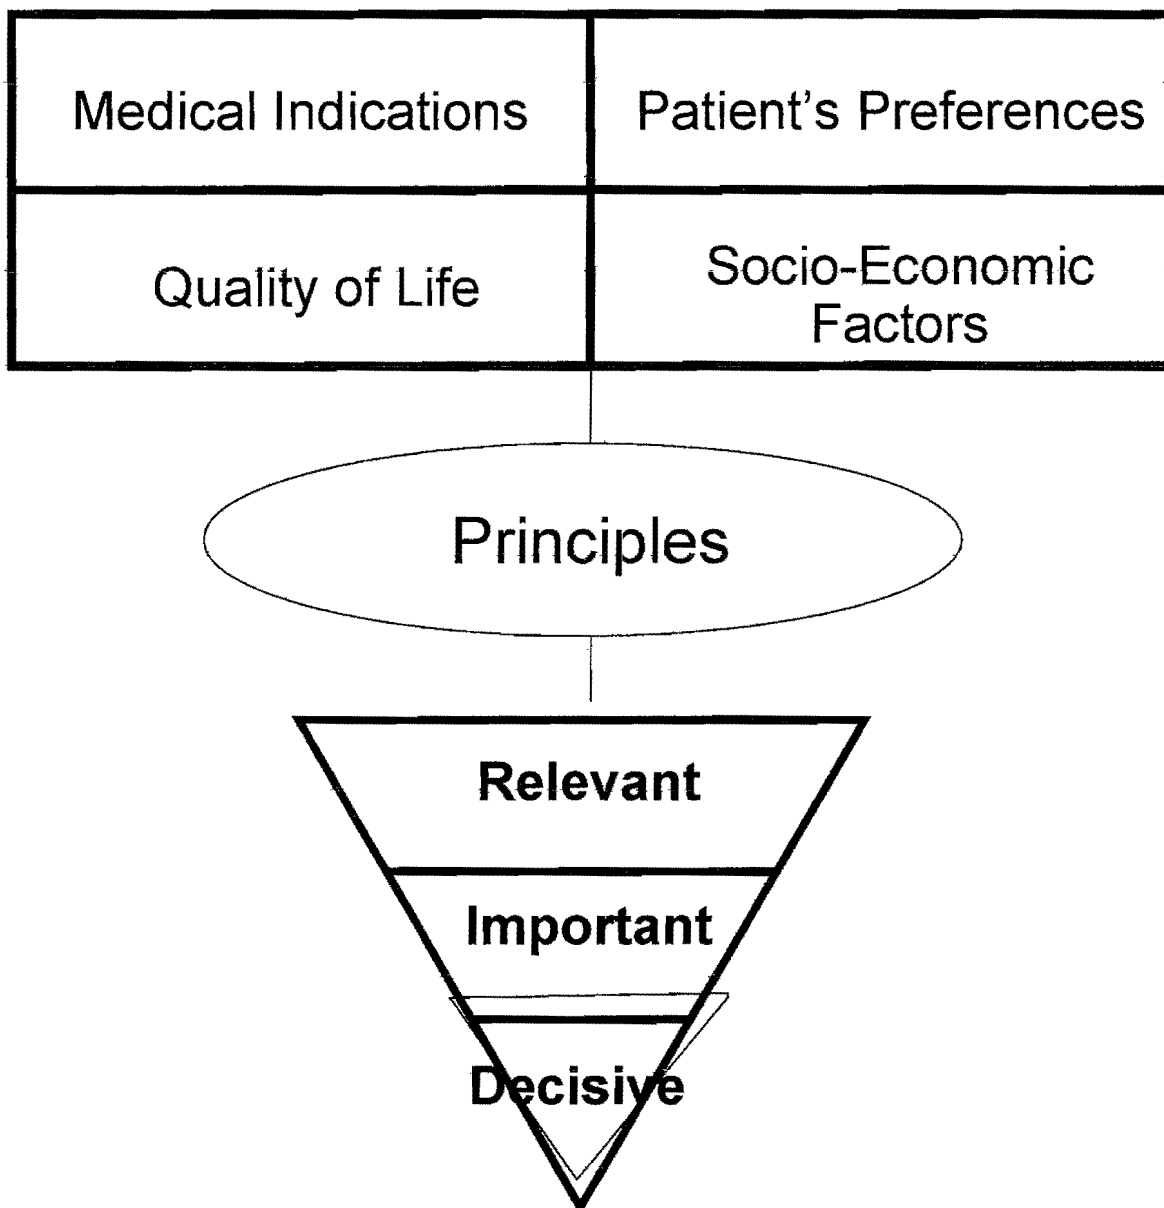 Medical Indications
Patient's Preferences
Quality of Life
Socio-Economic
Factors
Principles
Relevant
Important
Decisive